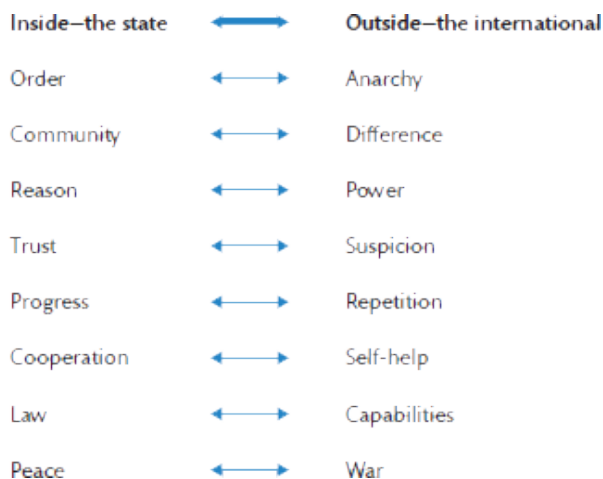 Inside–the state Outside–the international
Order Anarchy
Community Difference
Reason Power
Trust Suspicion
Progress Repetition
Cooperation Self-help
Law Capabilities
Peace War